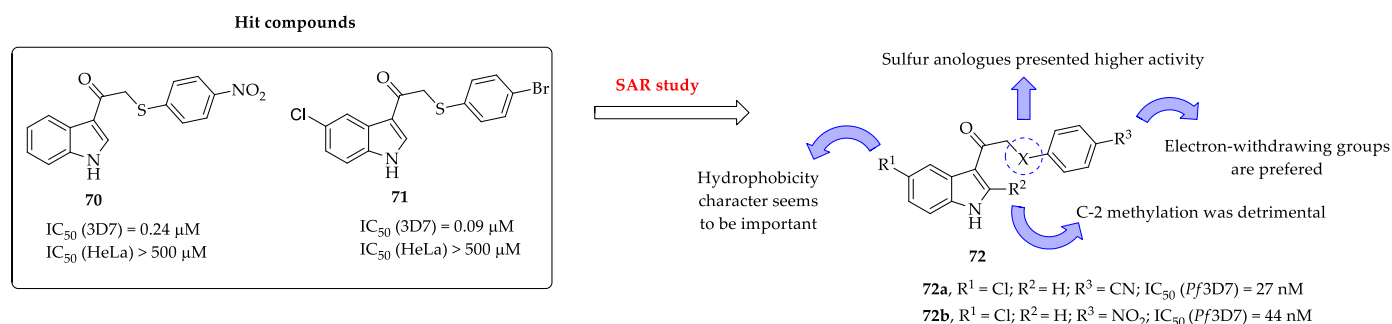 Hit compounds
O
S
NO2
N
H
70
IC50 (3D7) = 0.24 µM
IC50 (HeLa) > 500 µM
Cl
O
S
Br
N
H
71
IC50 (3D7) = 0.09 µM
IC50 (HeLa) > 500 µM
SAR study
Sulfur anologues presented higher activity
Hydrophobicity
character seems
to be important
R1
O
X
R2
R3
N
H
Electron-withdrawing groups
are prefered
C-2 methylation was detrimental
72
72a, R1 = Cl; R2 = H; R3 = CN; IC50 (Pf3D7) = 27 nM
72b, R1 = Cl; R2 = H; R3 = NO2; IC50 (Pf3D7) = 44 nM